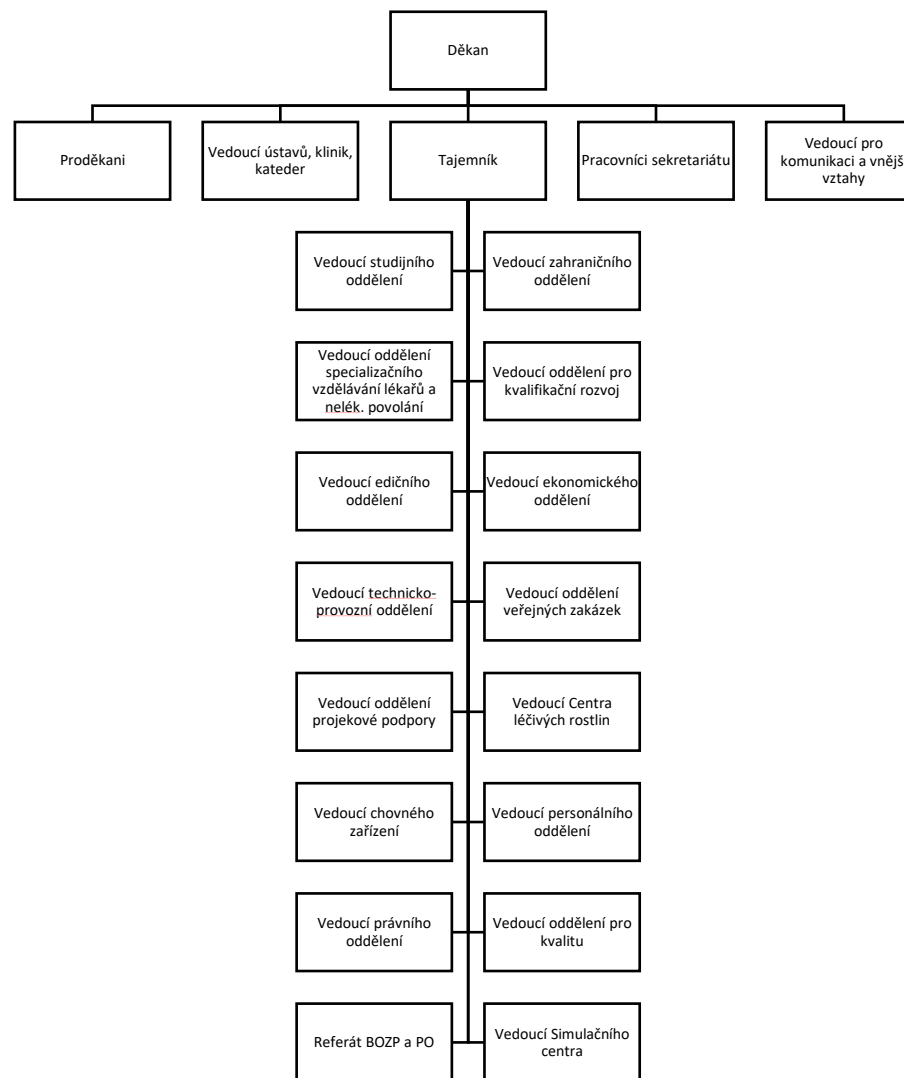 Děkan
Proděkani
Vedoucí ústavů, klinik,
kateder
Tajemník
Pracovníci sekretariátu
Vedoucí pro
komunikaci a vnějš
vztahy
Vedoucí studijního
oddělení
Vedoucí zahraničního
oddělení
Vedoucí oddělení
specializačního
vzdělávání lékařů a
nelék. povolání
Vedoucí oddělení pro
kvalifikační rozvoj
Vedoucí edičního
oddělení
Vedoucí ekonomického
oddělení
Vedoucí technicko-
provozní oddělení
Vedoucí oddělení
veřejných zakázek
Vedoucí oddělení
projekové podpory
Vedoucí Centra
léčivých rostlin
Vedoucí chovného
zařízení
Vedoucí personálního
oddělení
Vedoucí právního
oddělení
Vedoucí oddělení pro
kvalitu
Referát BOZP a PO
Vedoucí Simulačního
centra